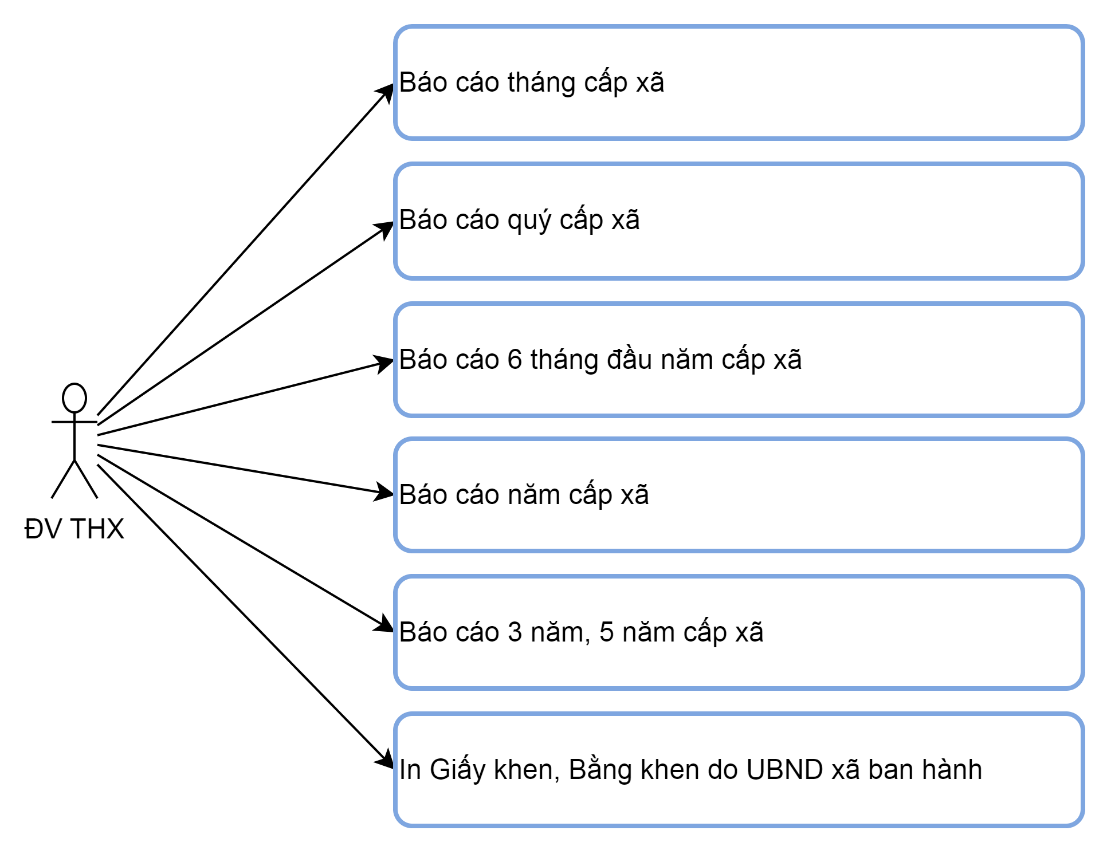 Báo cáo tháng cấp xã
Báo cáo quý cấp xã
Báo cáo 6 tháng đầu năm cấp xã
Báo cáo năm cấp xã
ĐV THX
Báo cáo 3 năm, 5 năm cấp xã
In Giấy khen, Bằng khen do UBND xã ban hành